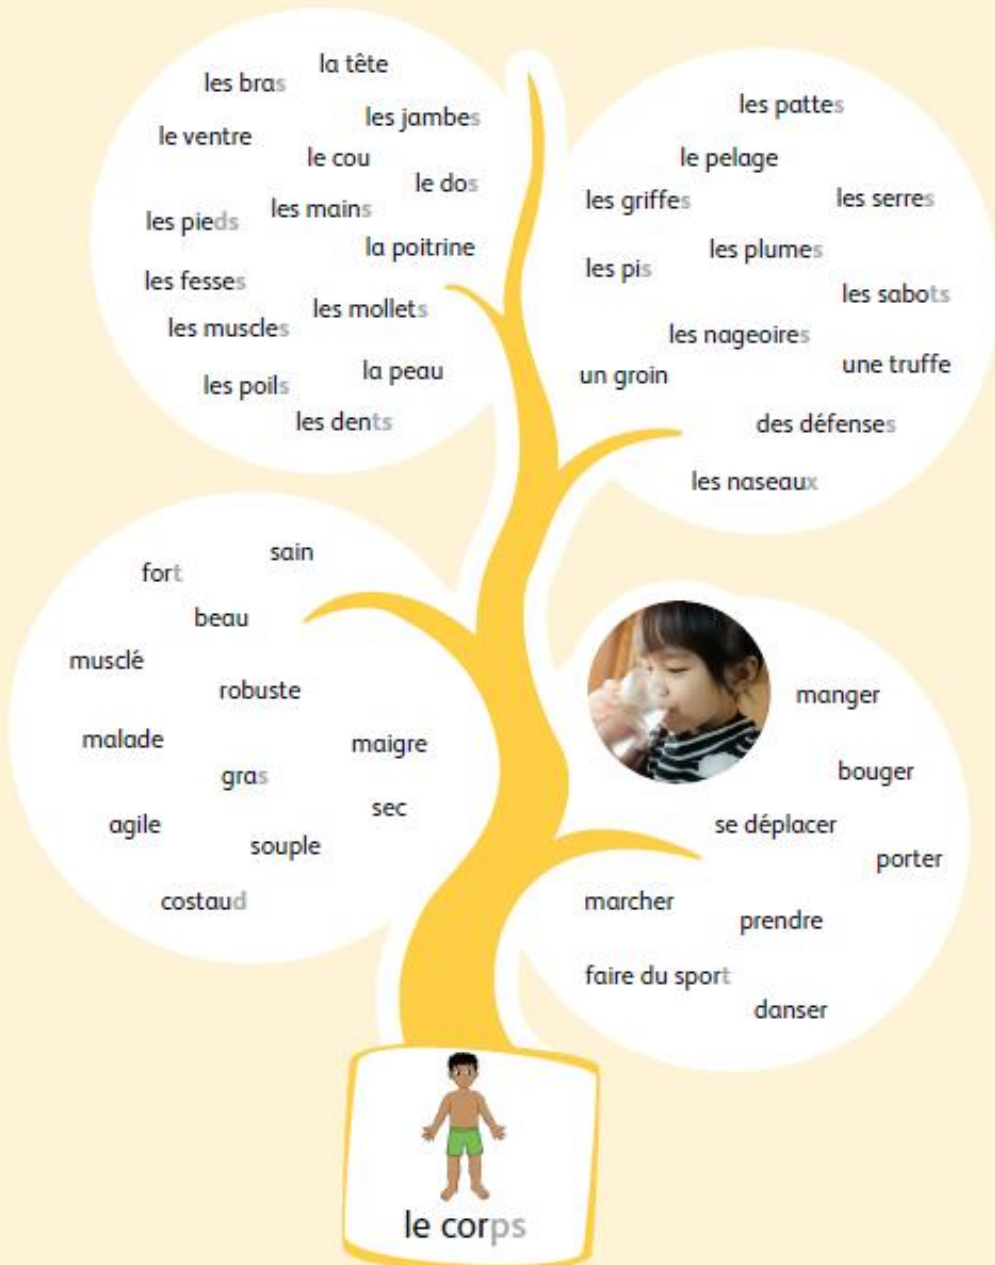 la tête
les bras
les jambes
le ventre
le cou
le dos
les mains
les pieds
la poitrine
les fesses
les mollets
les muscles
la peau
les poils
les dents
les pattes
le pelage
les griffes
les serres
les plumes
les pis
les sabots
les nageoires
une truffe
un groin
des défenses
les naseaux
sain
fort
beau
musclé
robuste
malade
maigre
gras
sec
agile
souple
costaud
manger
bouger
se déplacer
porter
marcher
prendre
faire du sport
danser
le corps